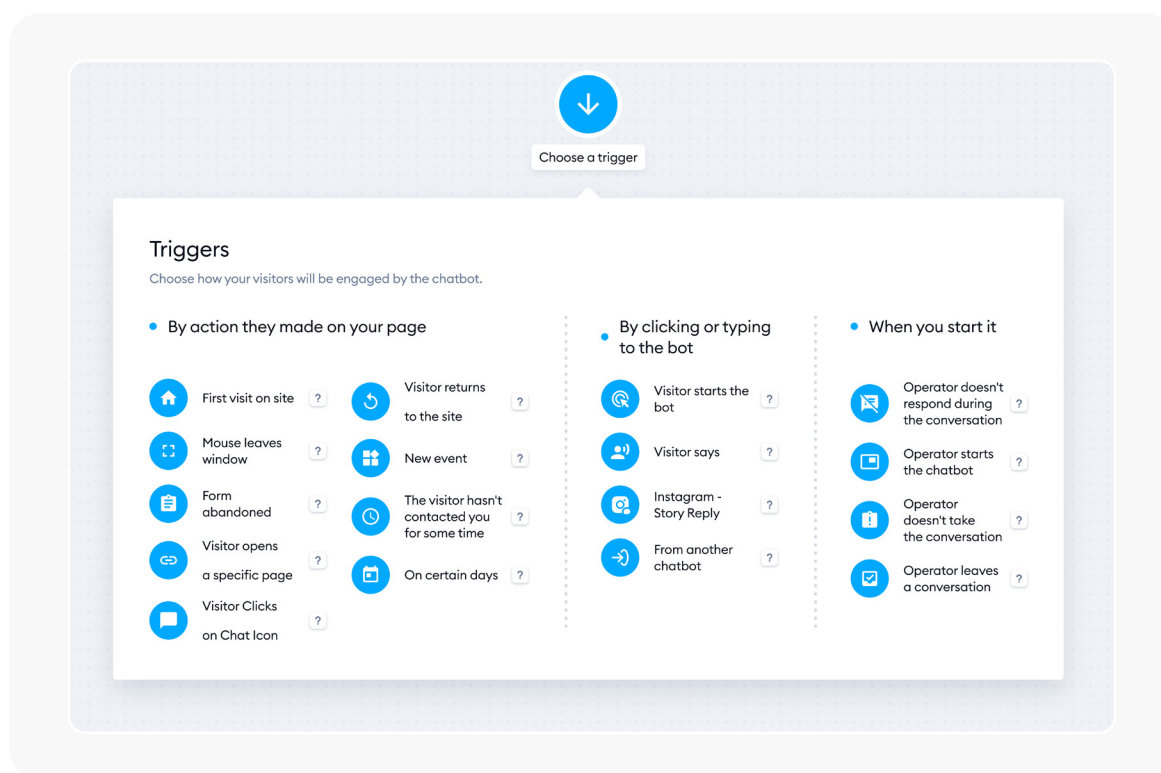 Choose a trigger
Triggers
Choose how your visitors will be engaged by the chatbot.
By action they made on your page
First visit on site
?
Mouse leaves
window
?
Form
abandoned
?
Visitor opens
a specific page
?
Visitor Clicks
on Chat Icon
?
Visitor returns
to the site
?
New event
?
The visitor hasn't
contacted you
for some time
?
On certain days
?
By clicking or typing
to the bot
Visitor starts the
bot
?
Visitor says
?
Instagram -
Story Reply
?
From another
chatbot
?
When you start it
Operator doesn't
respond during
the conversation
?
Operator starts
the chatbot
?
Operator
doesn't take
the conversation
?
Operator leaves
a conversation
?